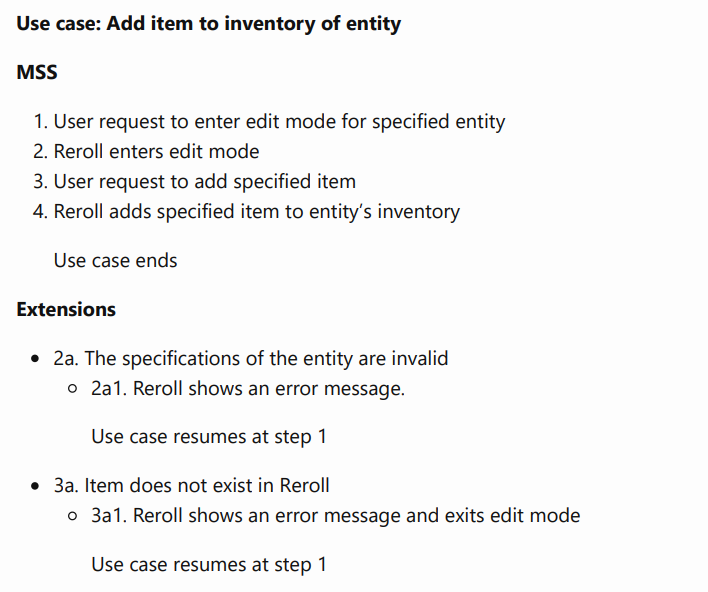 Use case: Add item to inventory of entity
MSS
1. User request to enter edit mode for specified entity
2. Reroll enters edit mode
3. User request to add specified item
4. Reroll adds specified item to entity’s inventory
Use case ends
Extensions
• 2a. The specifications of the entity are invalid
○ 2a1. Reroll shows an error message.
Use case resumes at step 1
• 3a. Item does not exist in Reroll
○ 3a1. Reroll shows an error message and exits edit mode
Use case resumes at step 1